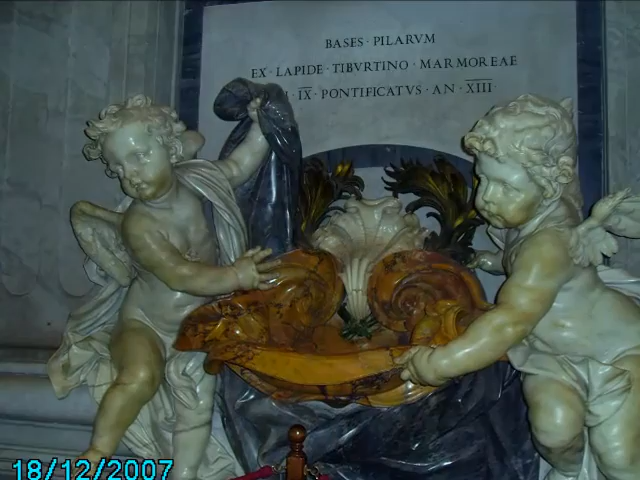 BASES · PILARVM
EX · LAPIDE · TIBVRTINO · MARMOREAE
IX · PONTIFICATVS · AN · XIII ·
18/12/2007